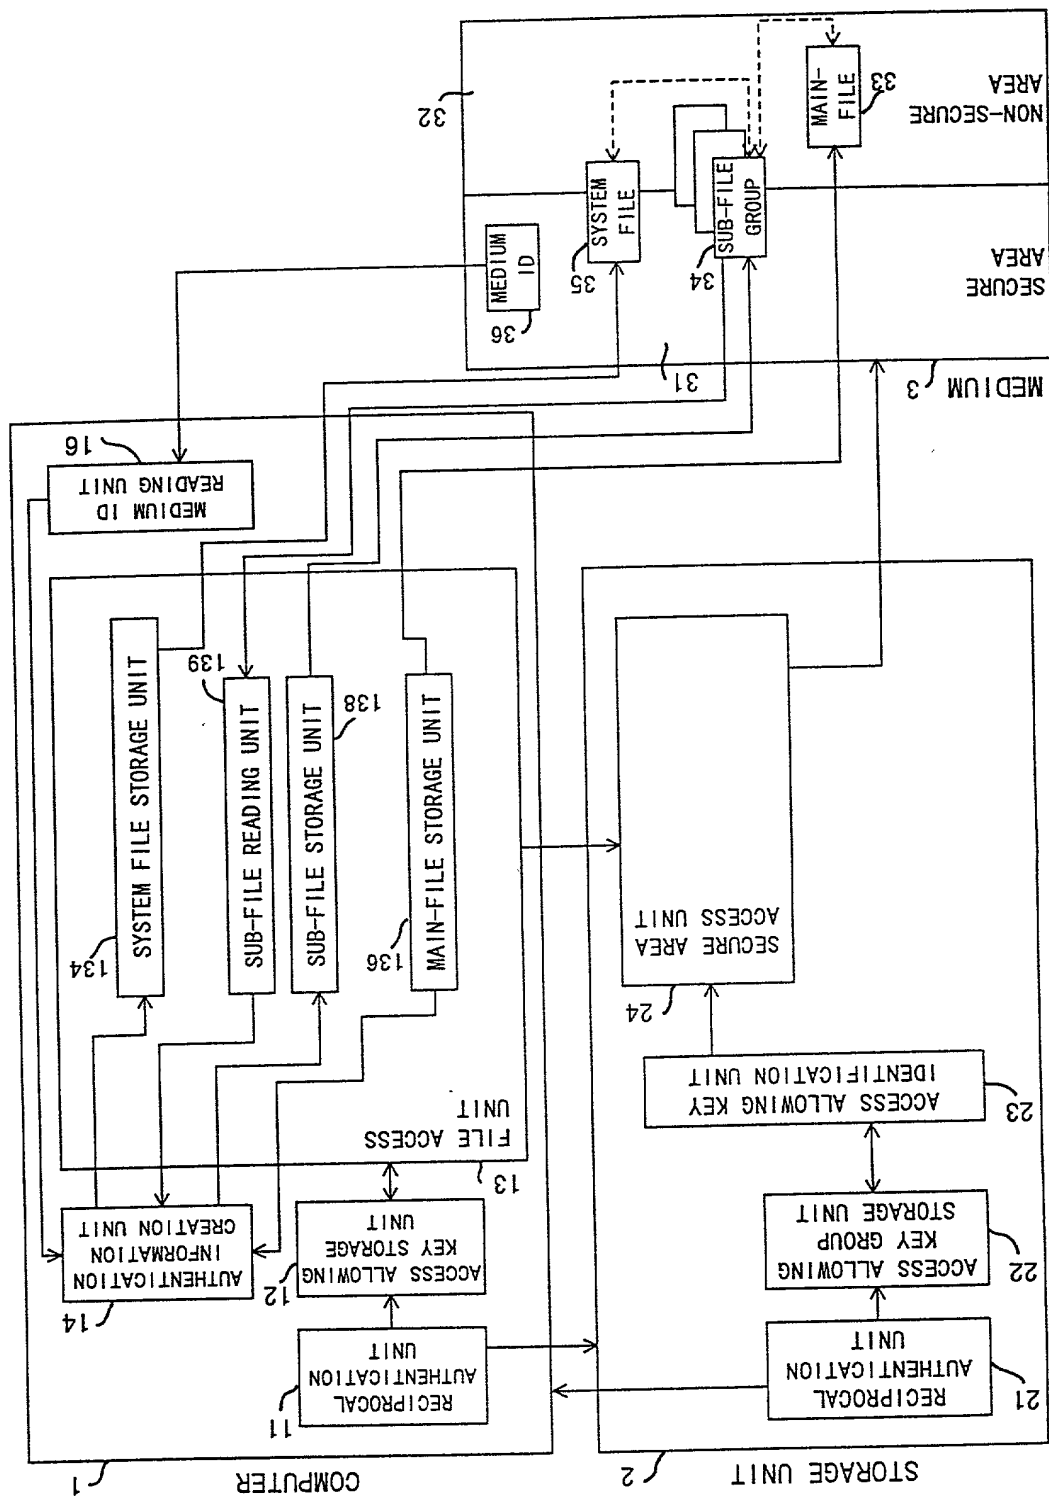 COMPUTER
1
RECIPROCAL
AUTHENTICATION
UNIT
11
ACCESS ALLOWING
KEY STORAGE
UNIT
12
AUTHENTICATION
INFORMATION
CREATION UNIT
14
FILE ACCESS
UNIT
13
SYSTEM FILE STORAGE UNIT
134
SUB-FILE READING UNIT
139
SUB-FILE STORAGE UNIT
138
MAIN-FILE STORAGE UNIT
136
MEDIUM ID
READING UNIT
16
STORAGE UNIT
2
RECIPROCAL
AUTHENTICATION
UNIT
21
ACCESS ALLOWING
KEY GROUP
STORAGE UNIT
22
ACCESS ALLOWING KEY
IDENTIFICATION UNIT
23
SECURE AREA
ACCESS UNIT
24
MEDIUM
3
31
SECURE
AREA
MEDIUM
ID
36
SYSTEM
FILE
35
SUB-FILE
GROUP
34
NON-SECURE
AREA
MAIN-
FILE
33
32